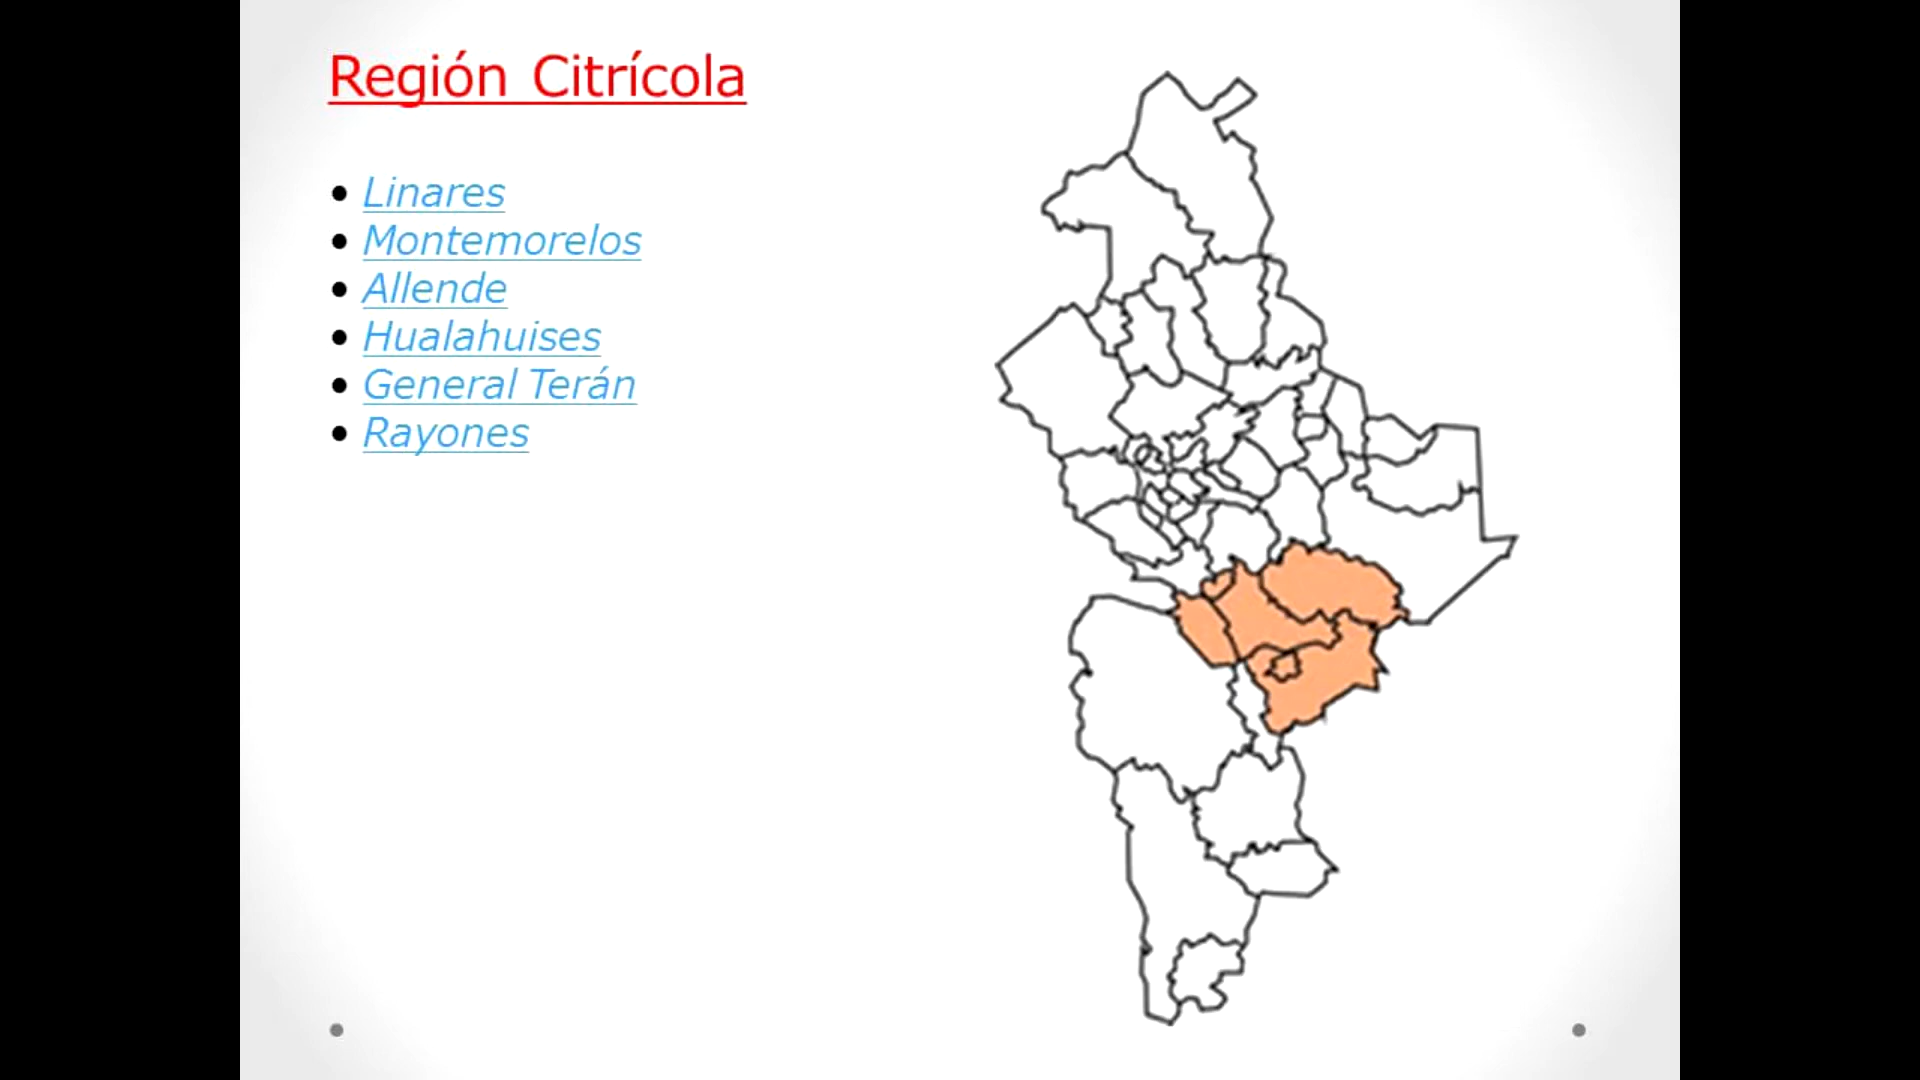 Región Citrícola
• Linares
• Montemorelos
• Allende
• Hualahuises
• General Terán
• Rayones